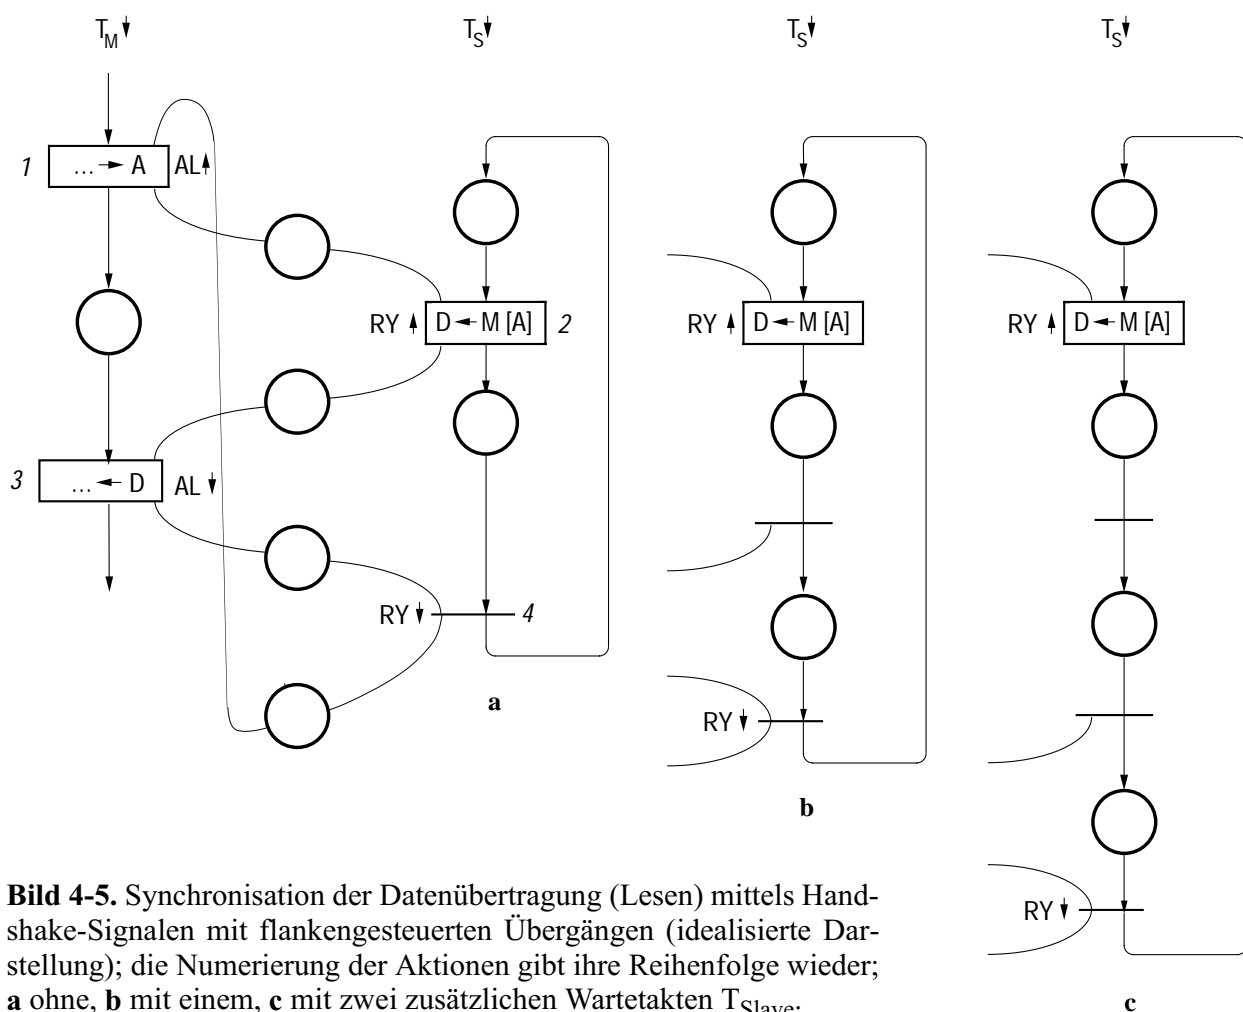 T_M↓ T_S↓ T_S↓ T_S↓
1 ... → A AL↑
RY↑ D ← M [A] 2
RY↑ D ← M [A]
RY↑ D ← M [A]
3 ... ← D AL↓
RY↓ 4
a
RY↓
b
RY↓
c
Bild 4-5. Synchronisation der Datenübertragung (Lesen) mittels Hand-
shake-Signalen mit flankengesteuerten Übergängen (idealisierte Dar-
stellung); die Numerierung der Aktionen gibt ihre Reihenfolge wieder;
a ohne, b mit einem, c mit zwei zusätzlichen Wartetakten T_Slave.